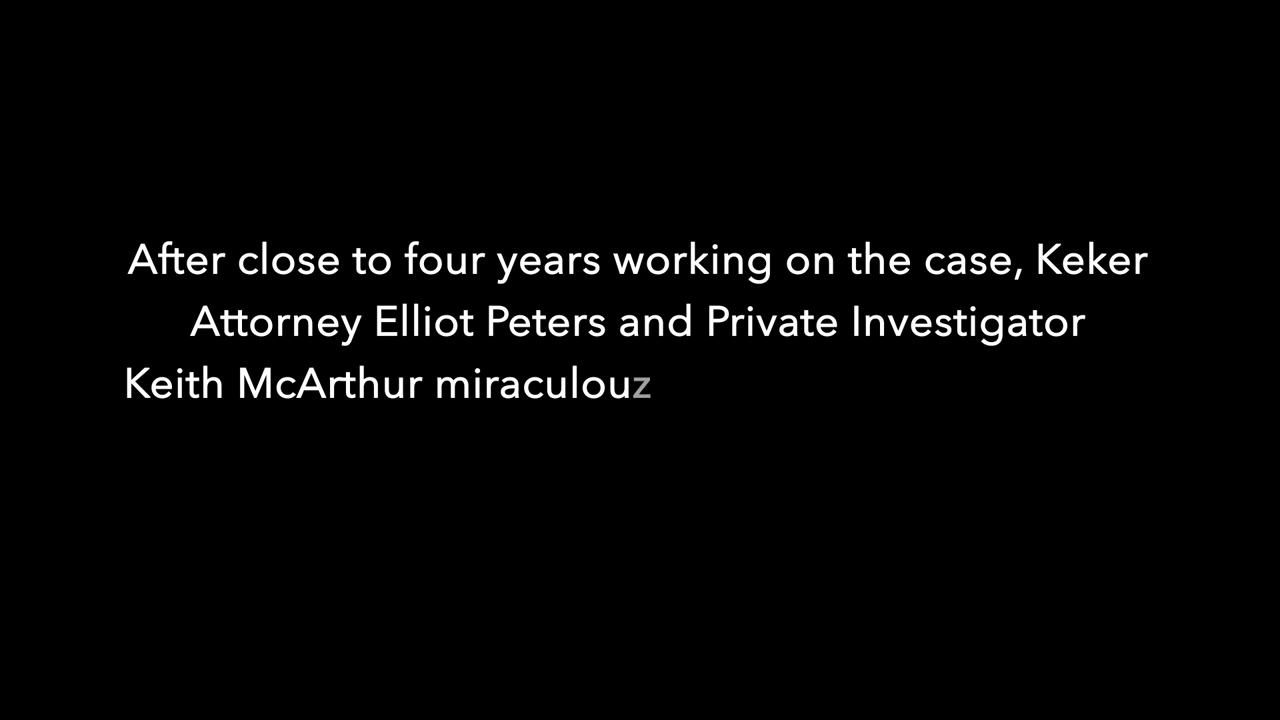 After close to four years working on the case, Keker
Attorney Elliot Peters and Private Investigator
Keith McArthur miraculouz